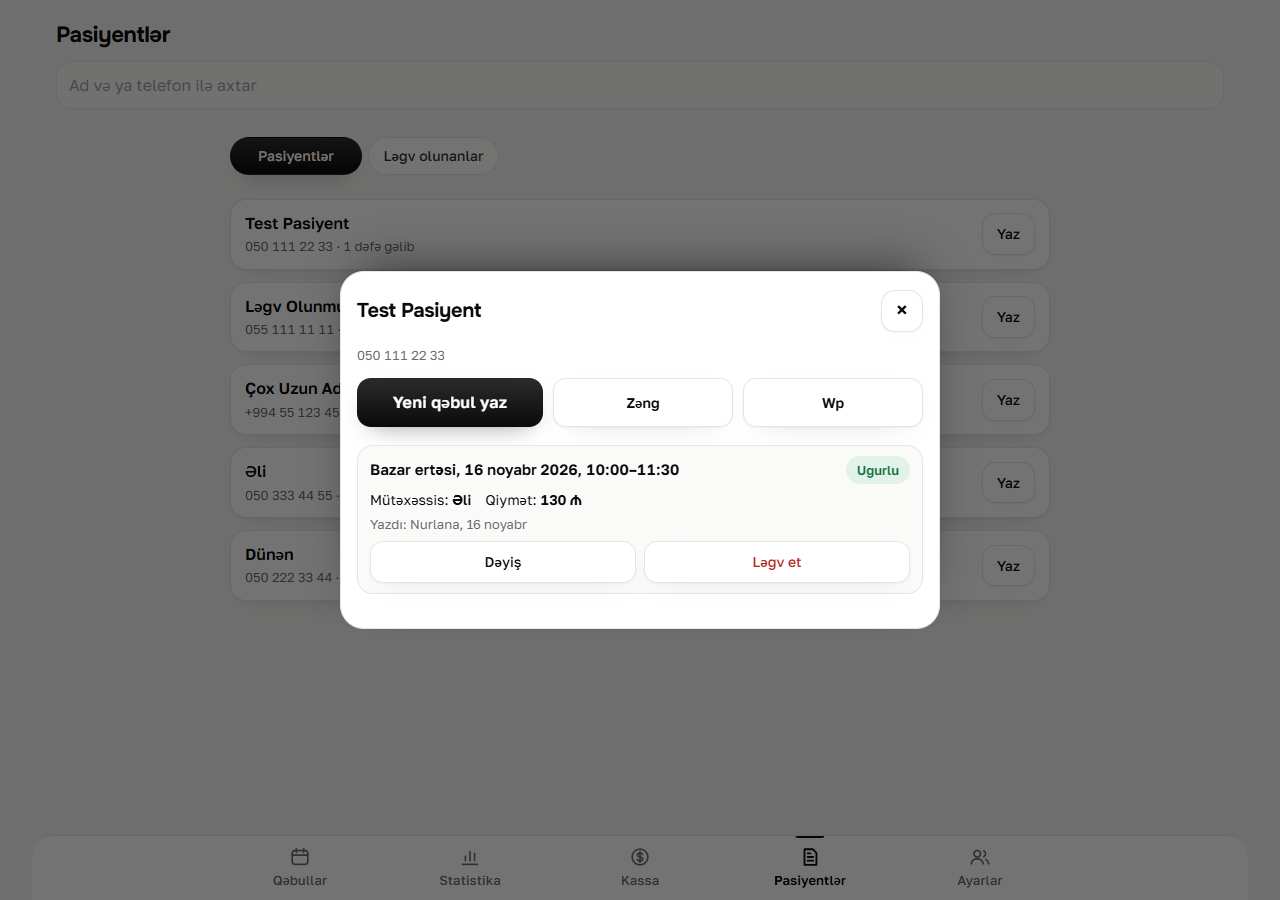 Pasiyentlər
Ad və ya telefon ilə axtar
Pasiyentlər
Ləgv olunanlar
Test Pasiyent
050 111 22 33 · 1 dəfə gəlib
Yaz
Ləgv Olunmu
055 111 11 11 ·
Yaz
Çox Uzun Ad
+994 55 123 45
Yaz
Əli
050 333 44 55 ·
Yaz
Dünən
050 222 33 44 ·
Yaz
Test Pasiyent
×
050 111 22 33
Yeni qəbul yaz
Zəng
Wp
Bazar ertəsi, 16 noyabr 2026, 10:00–11:30
Ugurlu
Mütəxəssis: Əli Qiymət: 130 ₼
Yazdı: Nurlana, 16 noyabr
Dəyiş
Ləgv et
Qəbullar
Statistika
Kassa
Pasiyentlər
Ayarlar